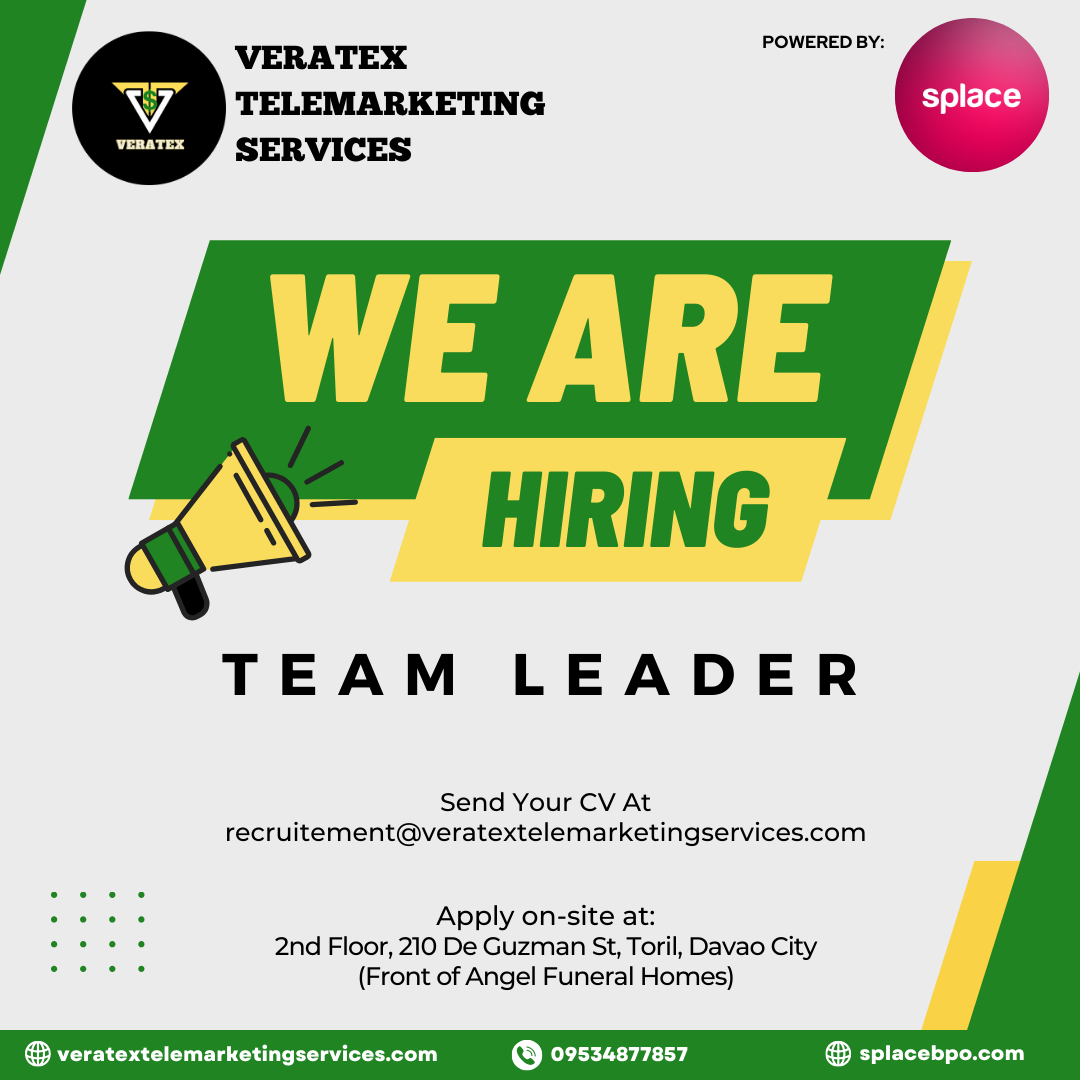 VERATEX
TELEMARKETING
SERVICES
VERATEX
POWERED BY:
splace
WE ARE
HIRING
TEAM LEADER
Send Your CV At
recruitement@veratextelemarketingservices.com
Apply on-site at:
2nd Floor, 210 De Guzman St, Toril, Davao City
(Front of Angel Funeral Homes)
veratextelemarketingservices.com
09534877857
splacebpo.com